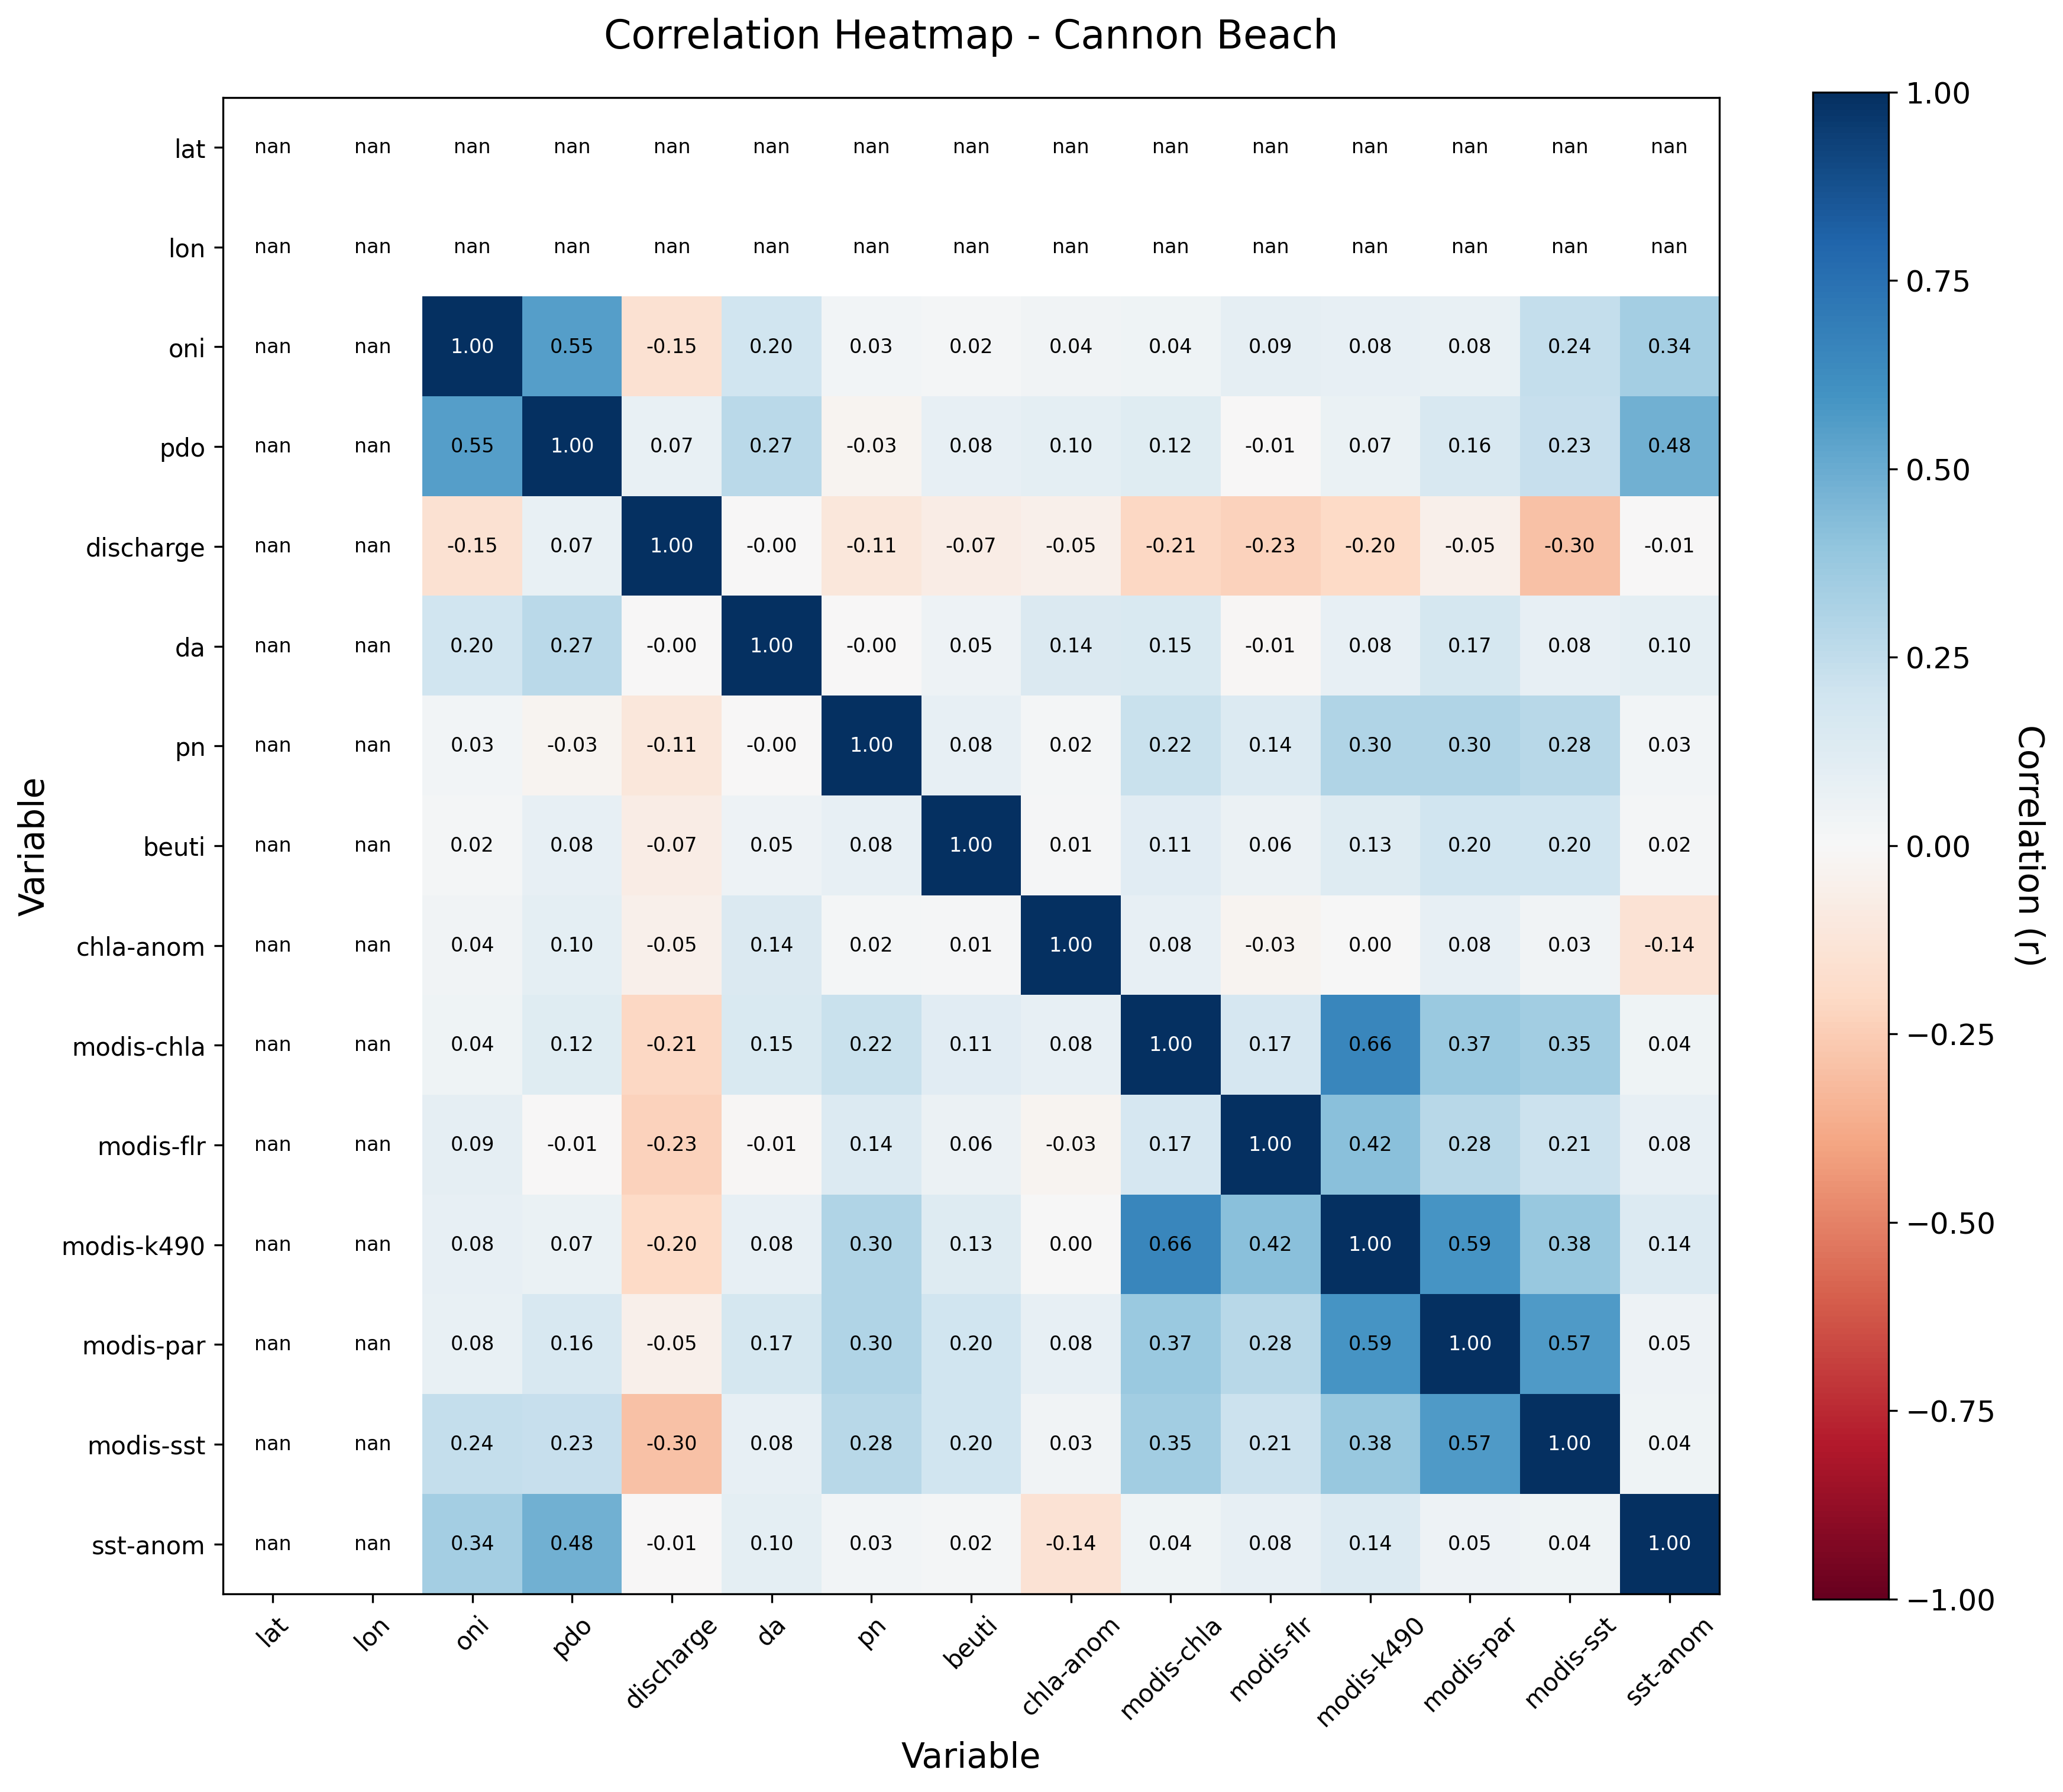 Correlation Heatmap - Cannon Beach
lat nan nan nan nan nan nan nan nan nan nan nan nan nan nan nan
lon nan nan nan nan nan nan nan nan nan nan nan nan nan nan nan
oni nan nan 1.00 0.55 -0.15 0.20 0.03 0.02 0.04 0.04 0.09 0.08 0.08 0.24 0.34
pdo nan nan 0.55 1.00 0.07 0.27 -0.03 0.08 0.10 0.12 -0.01 0.07 0.16 0.23 0.48
discharge nan nan -0.15 0.07 1.00 -0.00 -0.11 -0.07 -0.05 -0.21 -0.23 -0.20 -0.05 -0.30 -0.01
da nan nan 0.20 0.27 -0.00 1.00 -0.00 0.05 0.14 0.15 -0.01 0.08 0.17 0.08 0.10
pn nan nan 0.03 -0.03 -0.11 -0.00 1.00 0.08 0.02 0.22 0.14 0.30 0.30 0.28 0.03
beuti nan nan 0.02 0.08 -0.07 0.05 0.08 1.00 0.01 0.11 0.06 0.13 0.20 0.20 0.02
chla-anom nan nan 0.04 0.10 -0.05 0.14 0.02 0.01 1.00 0.08 -0.03 0.00 0.08 0.03 -0.14
modis-chla nan nan 0.04 0.12 -0.21 0.15 0.22 0.11 0.08 1.00 0.17 0.66 0.37 0.35 0.04
modis-flr nan nan 0.09 -0.01 -0.23 -0.01 0.14 0.06 -0.03 0.17 1.00 0.42 0.28 0.21 0.08
modis-k490 nan nan 0.08 0.07 -0.20 0.08 0.30 0.13 0.00 0.66 0.42 1.00 0.59 0.38 0.14
modis-par nan nan 0.08 0.16 -0.05 0.17 0.30 0.20 0.08 0.37 0.28 0.59 1.00 0.57 0.05
modis-sst nan nan 0.24 0.23 -0.30 0.08 0.28 0.20 0.03 0.35 0.21 0.38 0.57 1.00 0.04
sst-anom nan nan 0.34 0.48 -0.01 0.10 0.03 0.02 -0.14 0.04 0.08 0.14 0.05 0.04 1.00
lat lon oni pdo discharge da pn beuti chla-anom modis-chla modis-flr modis-k490 modis-par modis-sst sst-anom
Variable
Variable
1.00
0.75
0.50
0.25
0.00
−0.25
−0.50
−0.75
−1.00
Correlation (r)